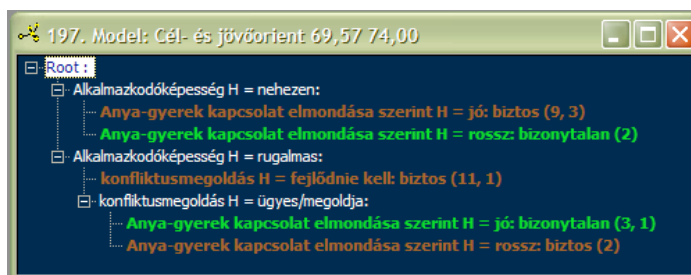 197. Model: Cél- és jövőorient 69,57 74,00
Root :
Alkalmazkodóképesség H = nehezen:
Anya-gyerek kapcsolat elmondása szerint H = jó: biztos (9, 3)
Anya-gyerek kapcsolat elmondása szerint H = rossz: bizonytalan (2)
Alkalmazkodóképesség H = rugalmas:
konfliktusmegoldás H = fejlődnie kell: biztos (11, 1)
konfliktusmegoldás H = ügyes/megoldja:
Anya-gyerek kapcsolat elmondása szerint H = jó: bizonytalan (3, 1)
Anya-gyerek kapcsolat elmondása szerint H = rossz: biztos (2)